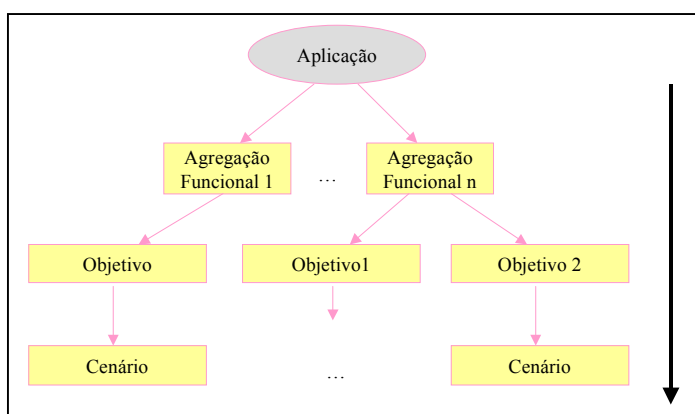 Aplicação
Agregação
Funcional 1
...
Agregação
Funcional n
Objetivo
Objetivo1
Objetivo 2
Cenário
...
Cenário